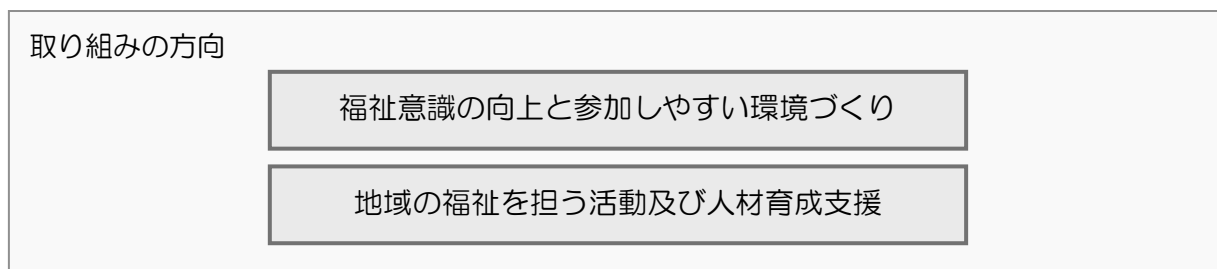 取り組みの方向
福祉意識の向上と参加しやすい環境づくり
地域の福祉を担う活動及び人材育成支援